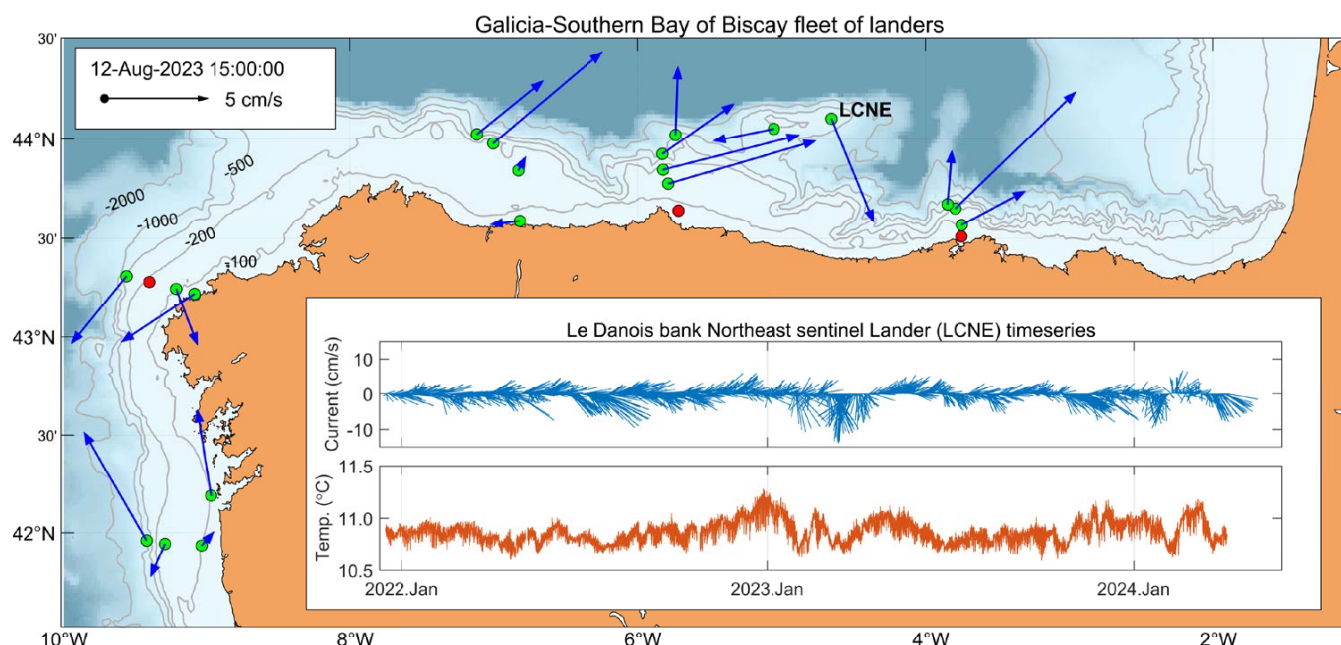 Galicia-Southern Bay of Biscay fleet of landers
30'
12-Aug-2023 15:00:00
5 cm/s
LCNE
44°N
-500
-2000
-1000
-200
-100
30'
43°N
Le Danois bank Northeast sentinel Lander (LCNE) timeseries
Current (cm/s)
10
0
-10
30'
Temp. (°C)
11.5
11.0
10.5
42°N
2022.Jan 2023.Jan 2024.Jan
10°W 8°W 6°W 4°W 2°W